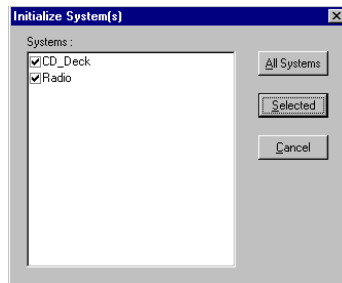 Initialize System(s)
Systems :
CD_Deck
Radio
All Systems
Selected
Cancel